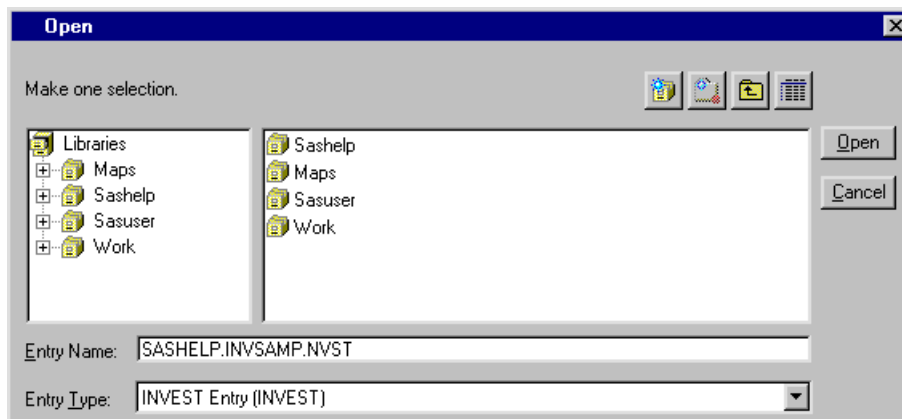 Open
Make one selection.
Libraries
Maps
Sashelp
Sasuser
Work
Sashelp
Maps
Sasuser
Work
Open
Cancel
Entry Name: SASHELP.INVSAMP.NVST
Entry Type: INVEST Entry (INVEST)